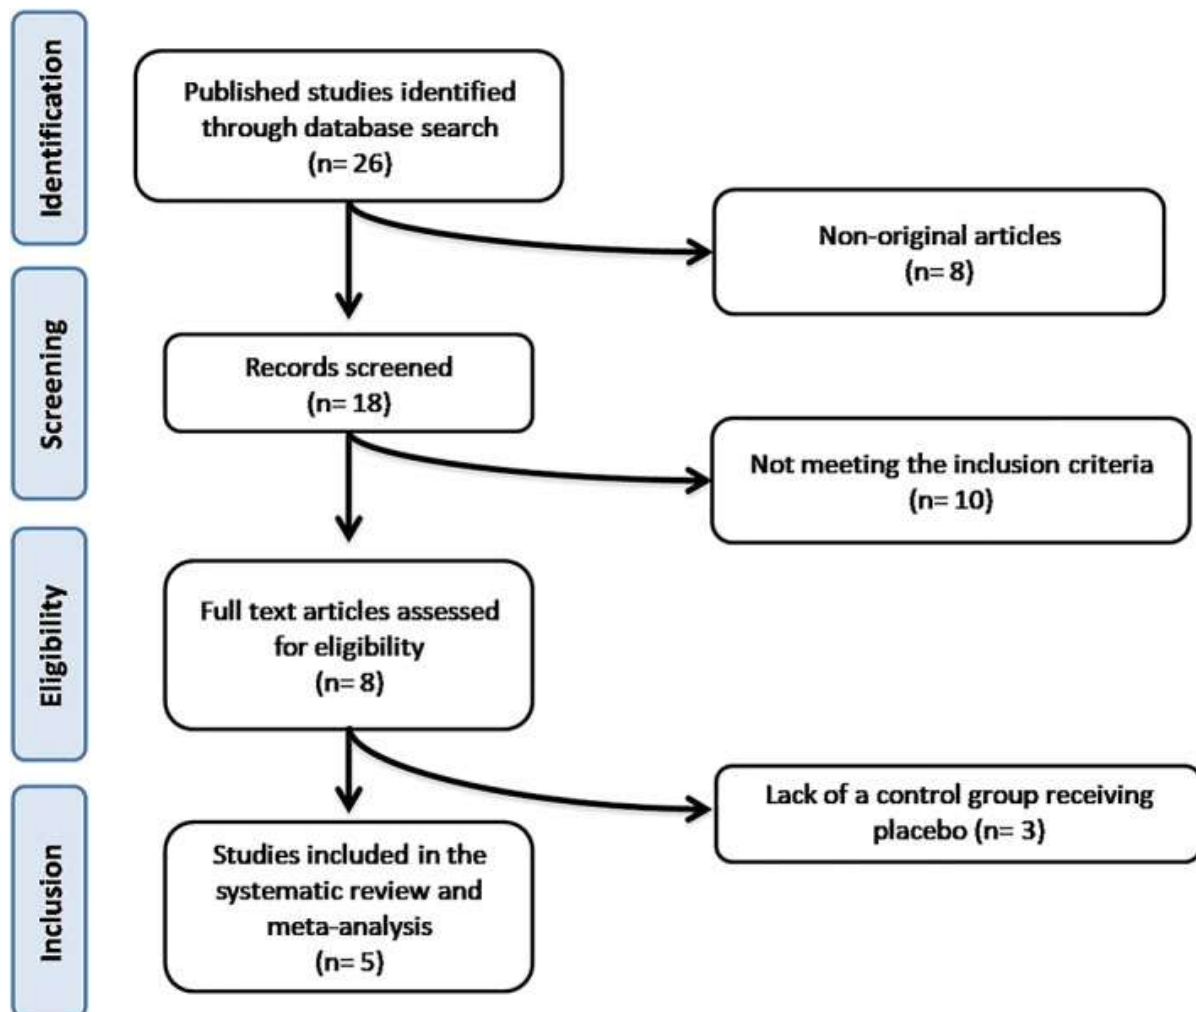 Identification
Published studies identified
through database search
(n= 26)
Non-original articles
(n= 8)
Screening
Records screened
(n= 18)
Not meeting the inclusion criteria
(n= 10)
Eligibility
Full text articles assessed
for eligibility
(n= 8)
Lack of a control group receiving
placebo (n= 3)
Inclusion
Studies included in the
systematic review and
meta-analysis
(n= 5)